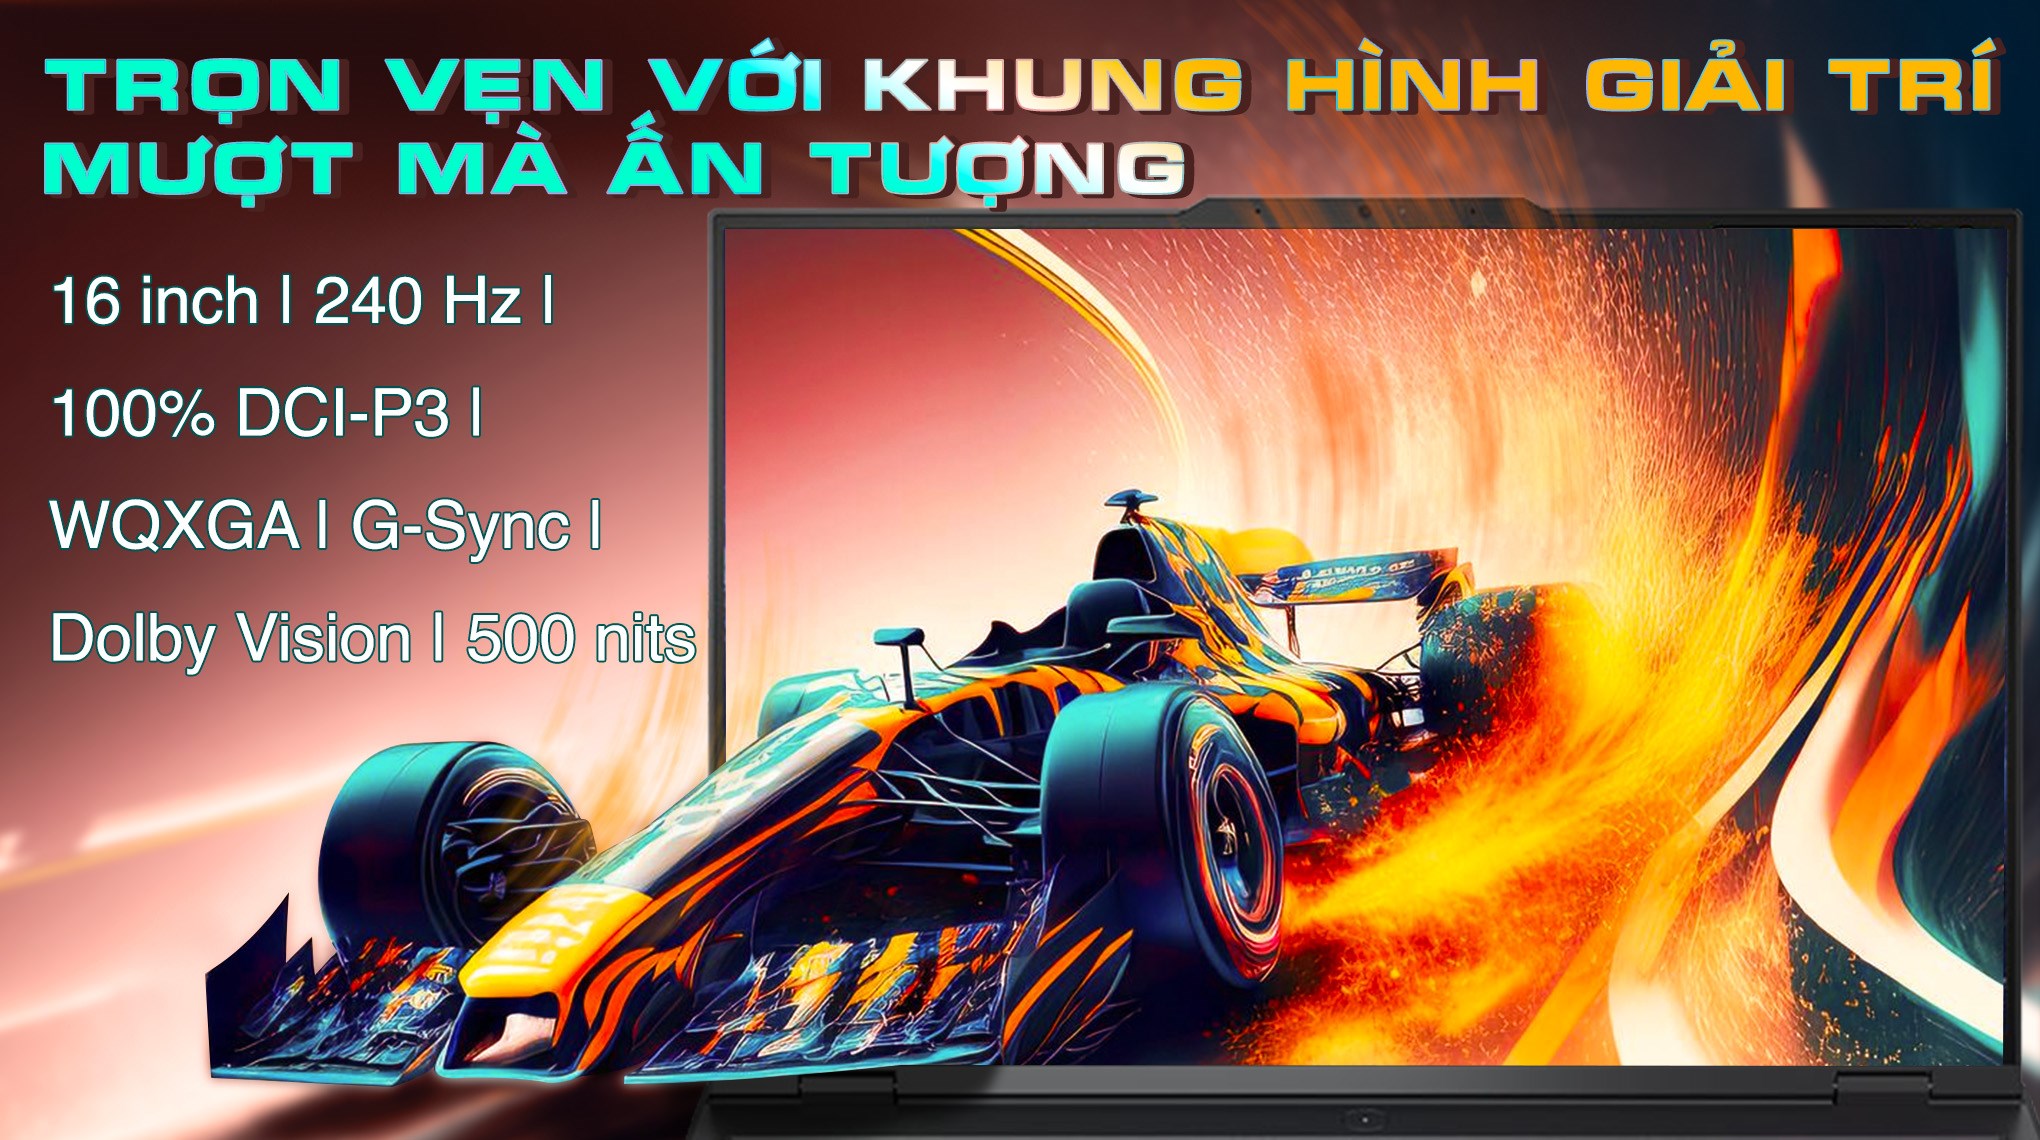 TRỌN VẸN VỚI KHUNG HÌNH GIẢI TRÍ
MƯỢT MÀ ẤN TƯỢNG
16 inch | 240 Hz |
100% DCI-P3 |
WQXGA | G-Sync |
Dolby Vision | 500 nits